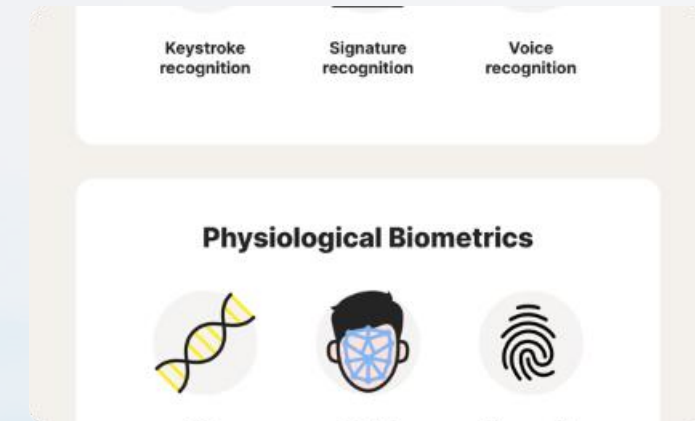 Keystroke
recognition
Signature
recognition
Voice
recognition
Physiological Biometrics